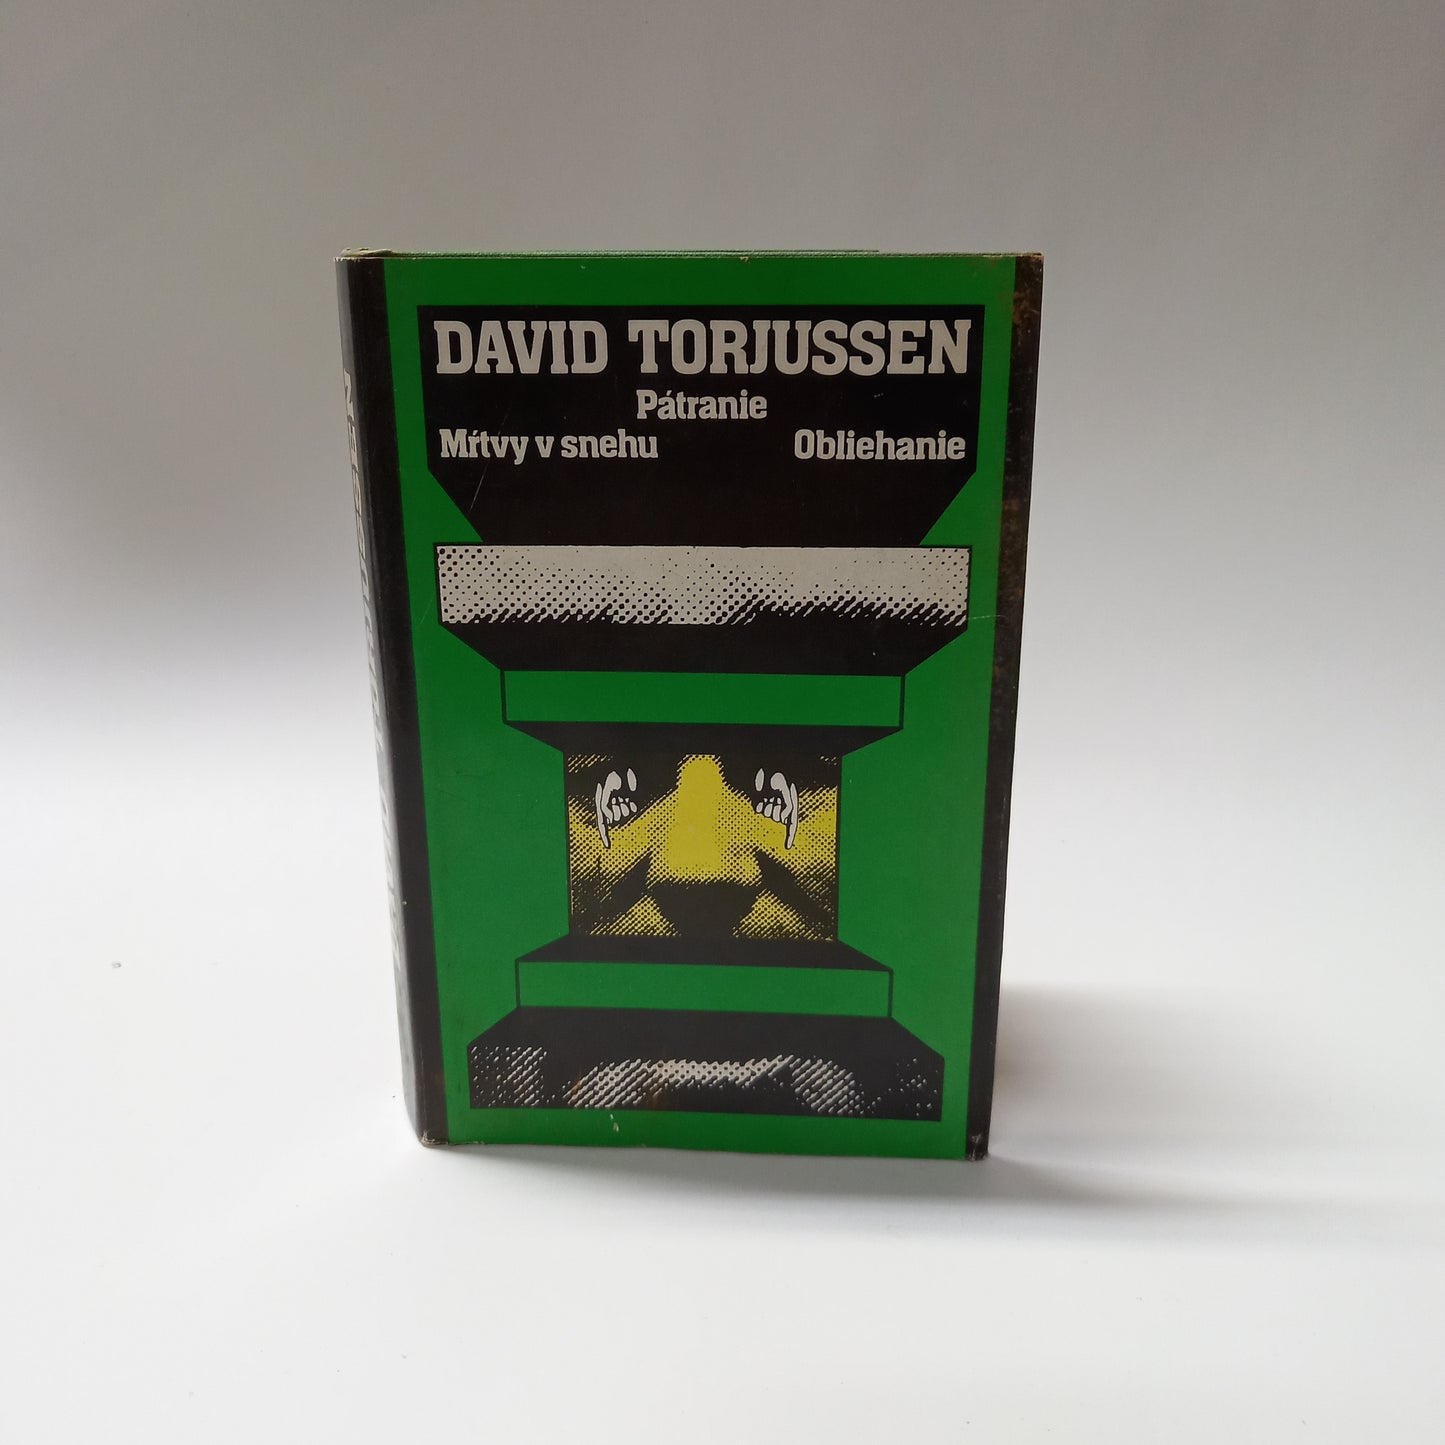 DAVID TORJUSSEN
Pátranie
Mŕtvy v snehu Obliehanie